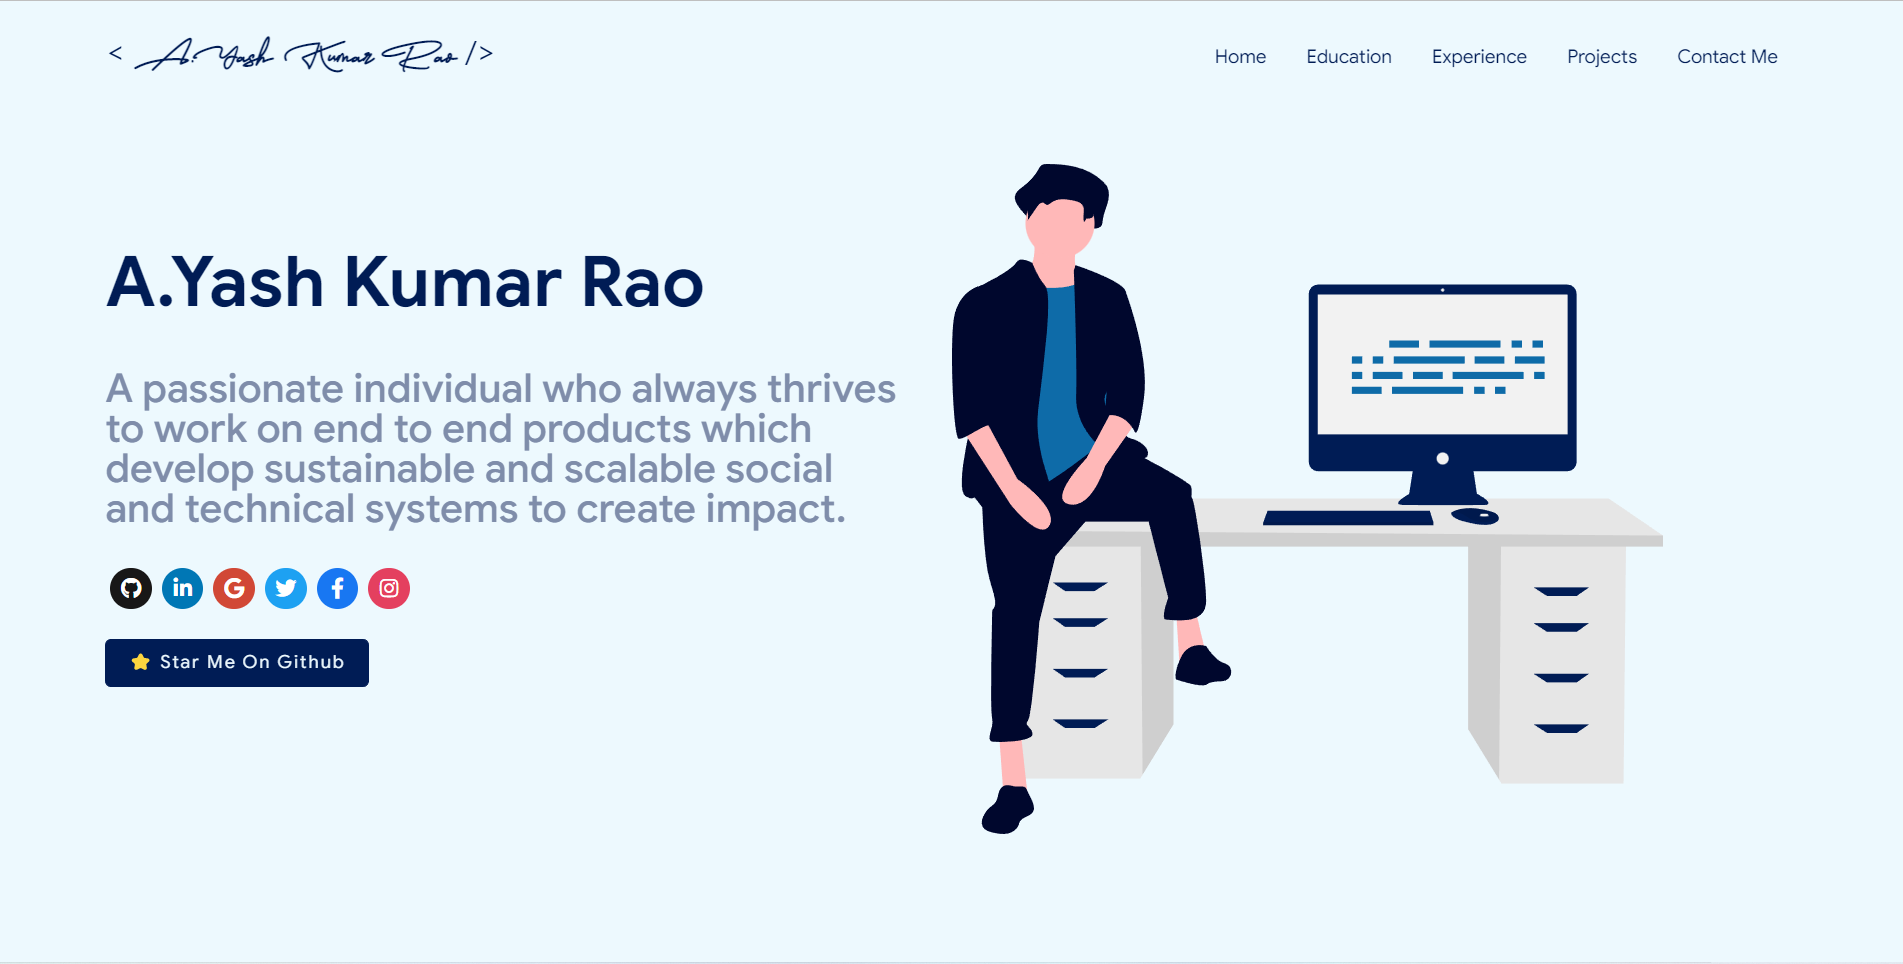 < A.Yash Kumar Rao />
Home Education Experience Projects Contact Me
A.Yash Kumar Rao
A passionate individual who always thrives
to work on end to end products which
develop sustainable and scalable social
and technical systems to create impact.
in G f
Star Me On Github